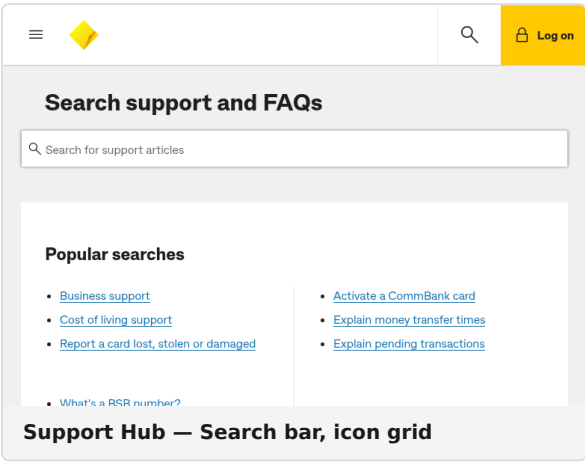 Log on
Search support and FAQs
Search for support articles
Popular searches
Business support
Cost of living support
Report a card lost, stolen or damaged
What's a BSB number?
Activate a CommBank card
Explain money transfer times
Explain pending transactions
Support Hub — Search bar, icon grid